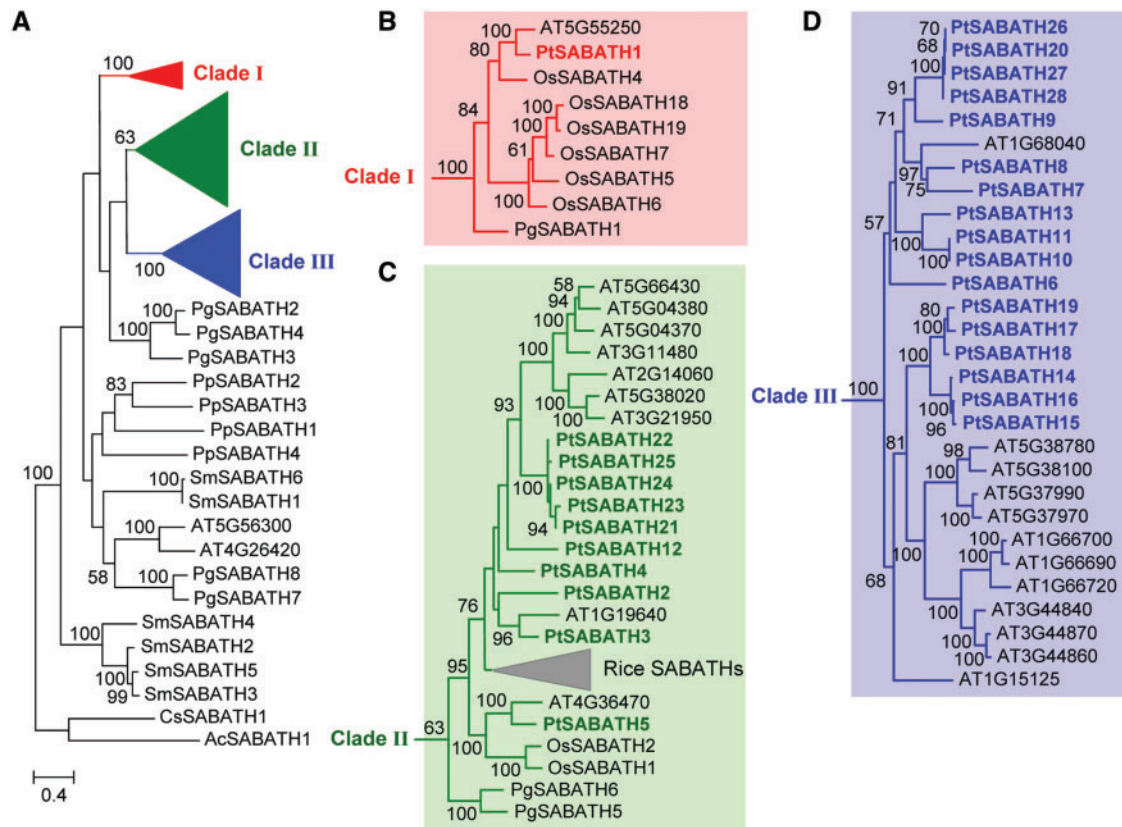 A
100
Clade I
63
Clade II
100
Clade III
100
PgSABATH2
PgSABATH4
100
PgSABATH3
83
PpSABATH2
PpSABATH3
PpSABATH1
PpSABATH4
100
100
SmSABATH6
SmSABATH1
AT5G56300
100
AT4G26420
58
100
PgSABATH8
PgSABATH7
SmSABATH4
100
SmSABATH2
100
SmSABATH5
99
SmSABATH3
CsSABATH1
AcSABATH1
0.4
B
100
AT5G55250
80
PtSABATH1
OsSABATH4
84
100
OsSABATH18
100
OsSABATH19
61
OsSABATH7
100
Clade I
OsSABATH5
100
OsSABATH6
PgSABATH1
C
58
AT5G66430
94
AT5G04380
100
AT5G04370
100
AT3G11480
AT2G14060
100
AT5G38020
100
AT3G21950
93
PtSABATH22
PtSABATH25
100
PtSABATH24
PtSABATH23
94
PtSABATH21
PtSABATH12
PtSABATH4
76
PtSABATH2
AT1G19640
96
PtSABATH3
95
Rice SABATHs
100
AT4G36470
PtSABATH5
63
Clade II
100
OsSABATH2
100
OsSABATH1
PgSABATH6
100
PgSABATH5
D
70
PtSABATH26
68
PtSABATH20
100
PtSABATH27
91
PtSABATH28
71
PtSABATH9
AT1G68040
97
PtSABATH8
75
PtSABATH7
57
PtSABATH13
100
PtSABATH11
100
PtSABATH10
PtSABATH6
80
PtSABATH19
100
PtSABATH17
100
PtSABATH18
PtSABATH14
100
PtSABATH16
96
PtSABATH15
100
Clade III
81
98
AT5G38780
100
AT5G38100
AT5G37990
100
AT5G37970
100
100
AT1G66700
100
AT1G66690
68
AT1G66720
100
AT3G44840
100
AT3G44870
100
AT3G44860
AT1G15125